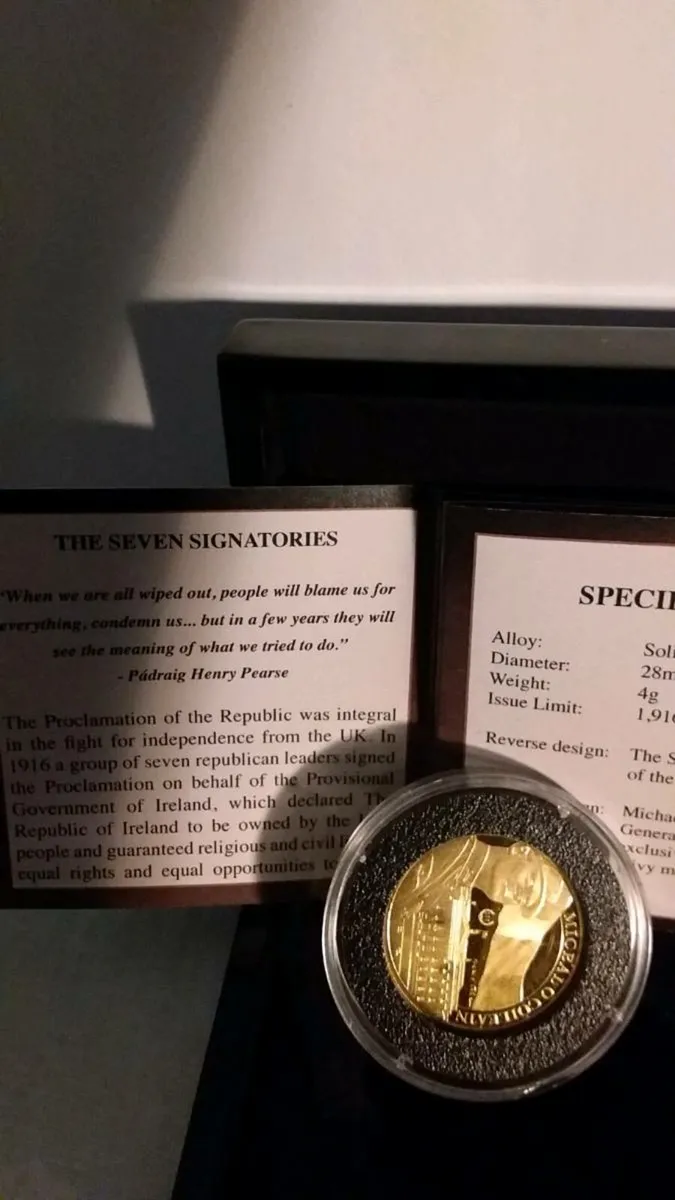 THE SEVEN SIGNATORIES
"When we are all wiped out, people will blame us for
everything, condemn us... but in a few years they will
see the meaning of what we tried to do."
- Pádraig Henry Pearse
The Proclamation of the Republic was integral
in the fight for independence from the UK. In
1916 a group of seven republican leaders signed
the Proclamation on behalf of the Provisional
Government of Ireland, which declared The
Republic of Ireland to be owned by the
people and guaranteed religious and civil
equal rights and equal opportunities to
SPECI
Alloy: Soli
Diameter: 28m
Weight: 4g
Issue Limit: 1,916
Reverse design: The S
of the
n: Micha
Genera
xclusi
vy m